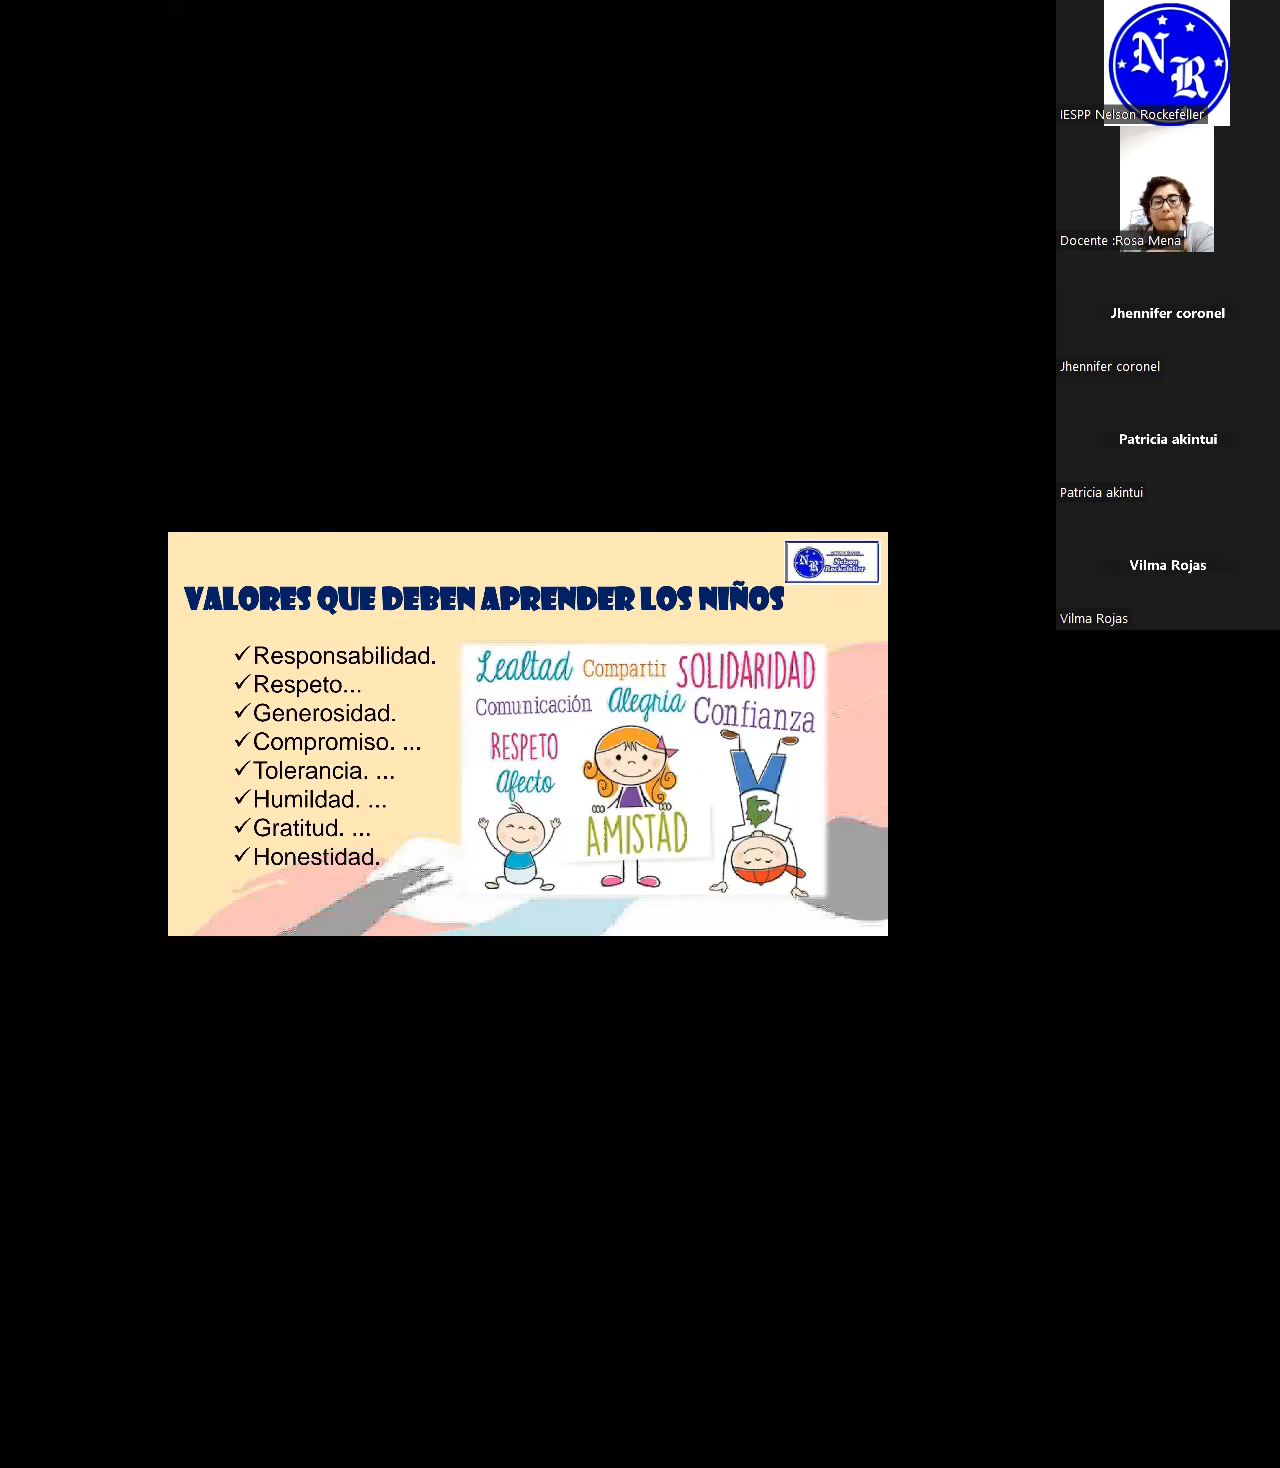 N
R
IESPP Nelson Rockefeller
Docente :Rosa Mena
Jhennifer coronel
Jhennifer coronel
Patricia akintui
Patricia akintui
Vilma Rojas
Vilma Rojas
N R Nelson
Rockefeller
VALORES QUE DEBEN APRENDER LOS NIÑOS
✓Responsabilidad.
✓Respeto...
✓Generosidad.
✓Compromiso. ...
✓Tolerancia. ...
✓Humildad. ...
✓Gratitud. ...
✓Honestidad.
Lealtad Compartir SOLIDARIDAD
Comunicación Alegría Confianza
RESPETO
Afecto
AMISTAD